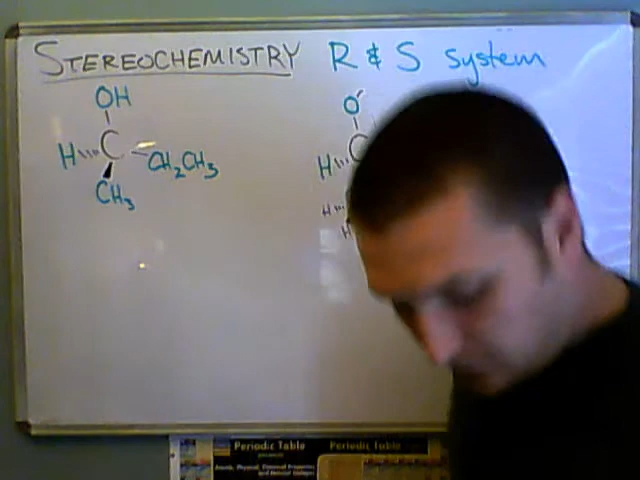 STEREOCHEMISTRY R & S system
OH
H C CH2CH3
CH3
O
H C
H
H
Periodic Table Periodic Table